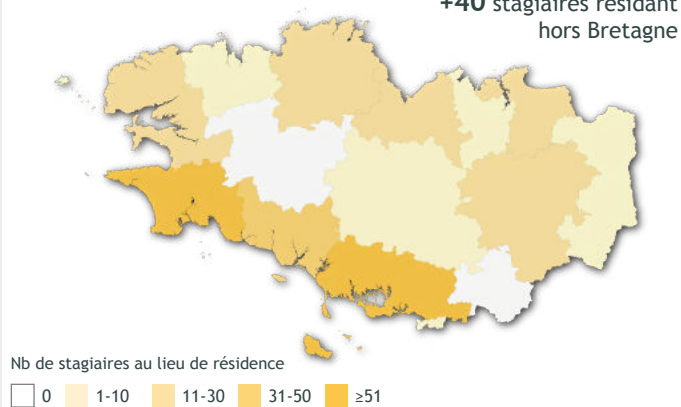 +40 stagiaires résidant
hors Bretagne
Nb de stagiaires au lieu de résidence
0 1-10 11-30 31-50 ≥51